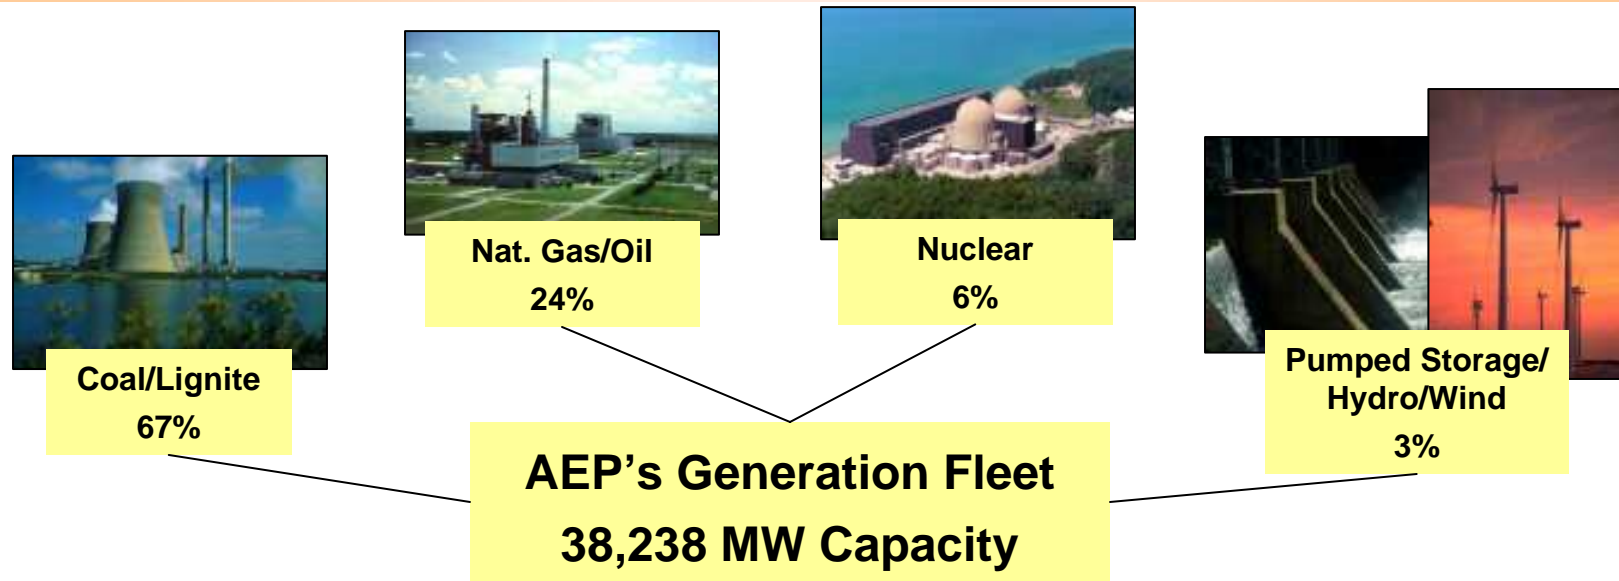 Nat. Gas/Oil
24%
Nuclear
6%
Coal/Lignite
67%
Pumped Storage/
Hydro/Wind
3%
AEP's Generation Fleet
38,238 MW Capacity